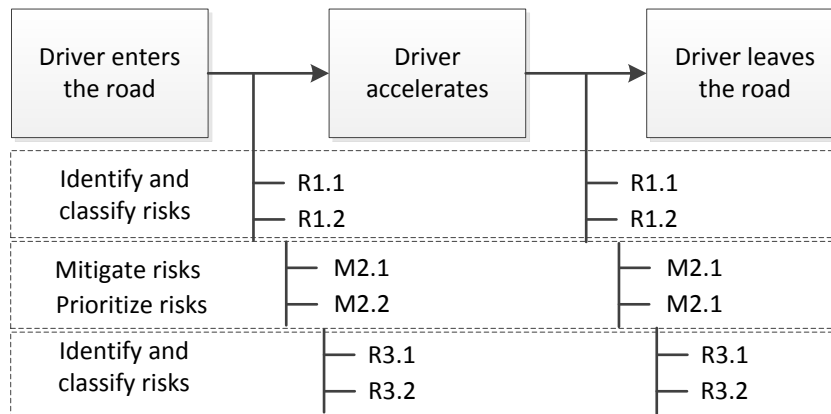 Driver enters
the road
Driver
accelerates
Driver leaves
the road
Identify and
classify risks
R1.1
R1.2
R1.1
R1.2
Mitigate risks
Prioritize risks
M2.1
M2.2
M2.1
M2.1
Identify and
classify risks
R3.1
R3.2
R3.1
R3.2